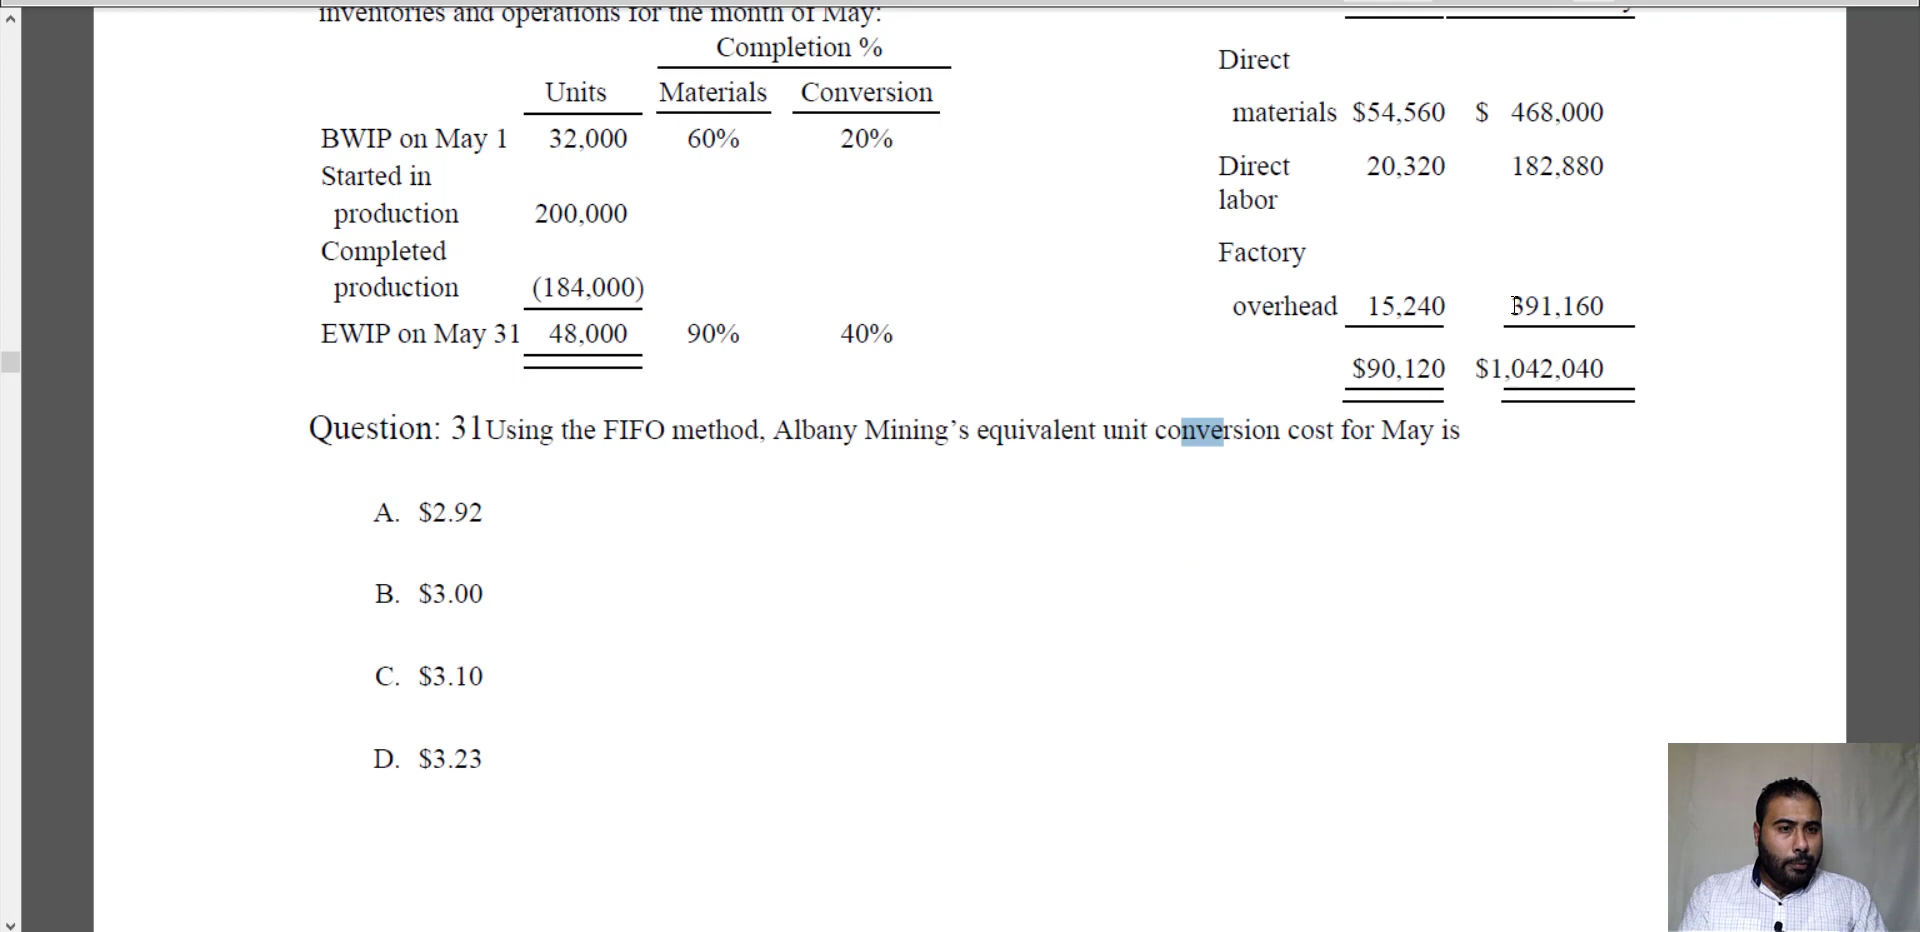 inventories and operations for the month of May:
Completion %
Units Materials Conversion
BWIP on May 1 32,000 60% 20%
Started in
production 200,000
Completed
production (184,000)
EWIP on May 31 48,000 90% 40%
Direct
materials $54,560 $ 468,000
Direct 20,320 182,880
labor
Factory
overhead 15,240 391,160
$90,120 $1,042,040
Question: 31 Using the FIFO method, Albany Mining’s equivalent unit conversion cost for May is
A. $2.92
B. $3.00
C. $3.10
D. $3.23